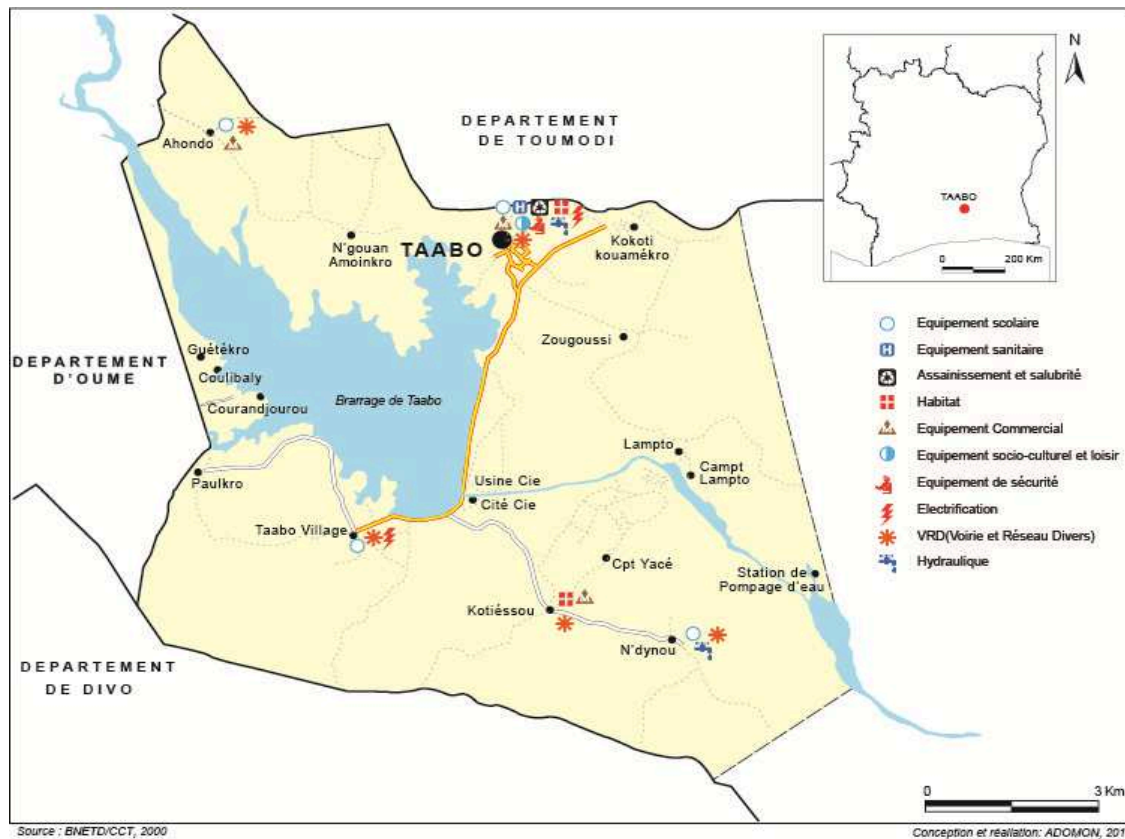 N
DEPARTEMENT
DE TOUMODI
Ahondo
TAABO
0 200 Km
N'gouan
Amoinkro
TAABO
Kokoti
kouamékro
Zougoussi
DEPARTEMENT
D'OUME
Guétékro
Coulibaly
Courandjourou
Brarrage de Taabo
Paulkro
Lampto
Campt
Lampto
Usine Cie
Cité Cie
Taabo Village
Cpt Yacé
Station de
Pompage d'eau
Kotiéssou
N'dynou
DEPARTEMENT
DE DIVO
Equipement scolaire
H Equipement sanitaire
Assainissement et salubrité
Habitat
Equipement Commercial
Equipement socio-culturel et loisir
Equipement de sécurité
Electrification
VRD(Voirie et Réseau Divers)
Hydraulique
0 3 Km
Source : BNETD/CCT, 2000
Conception et réaliation: ADOMON, 201